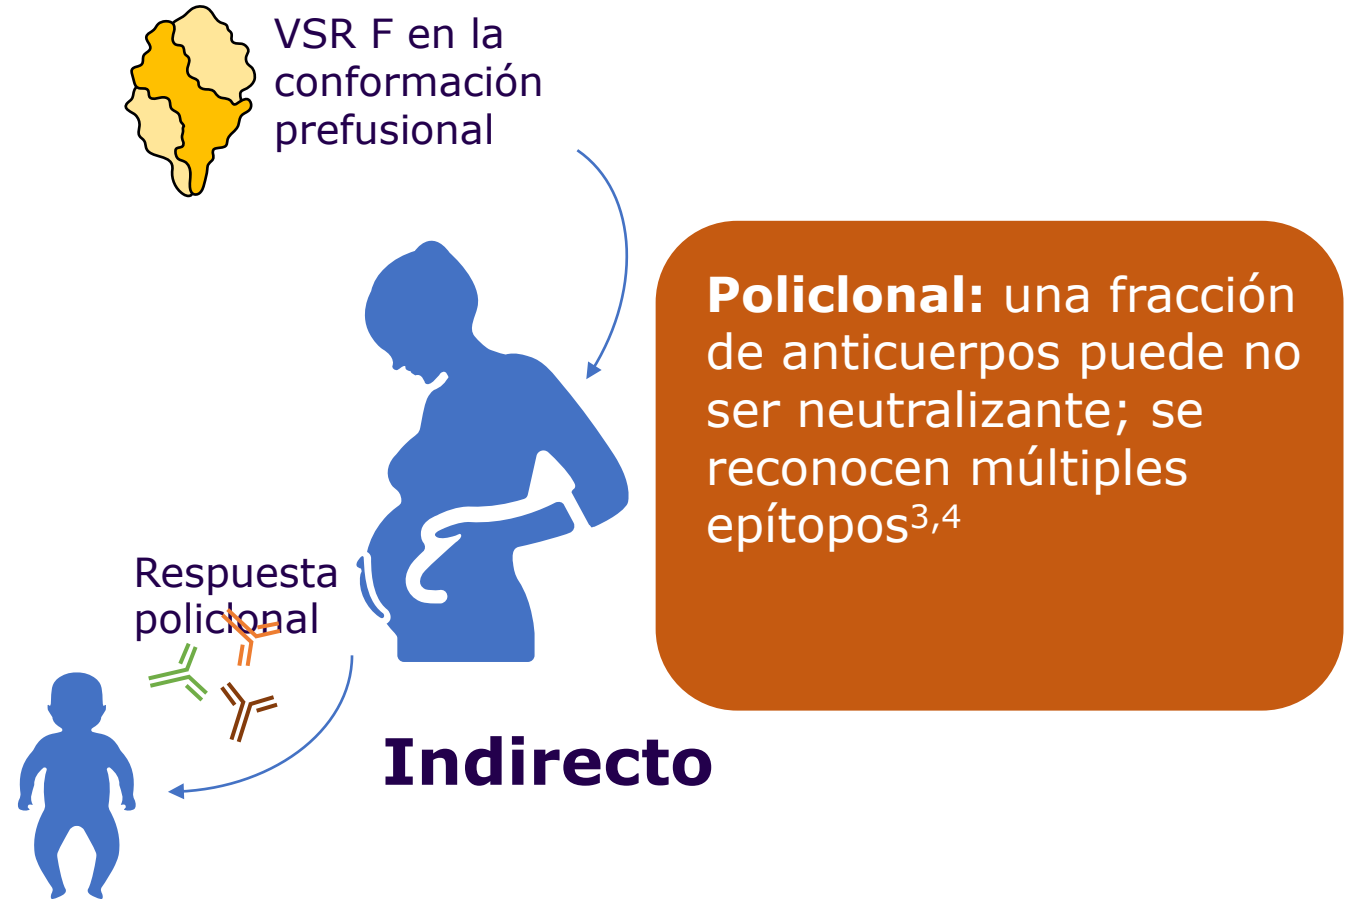 VSR F en la
conformación
prefusional
Policlonal: una fracción
de anticuerpos puede no
ser neutralizante; se
reconocen múltiples
epítopos3,4
Respuesta
policlonal
Indirecto